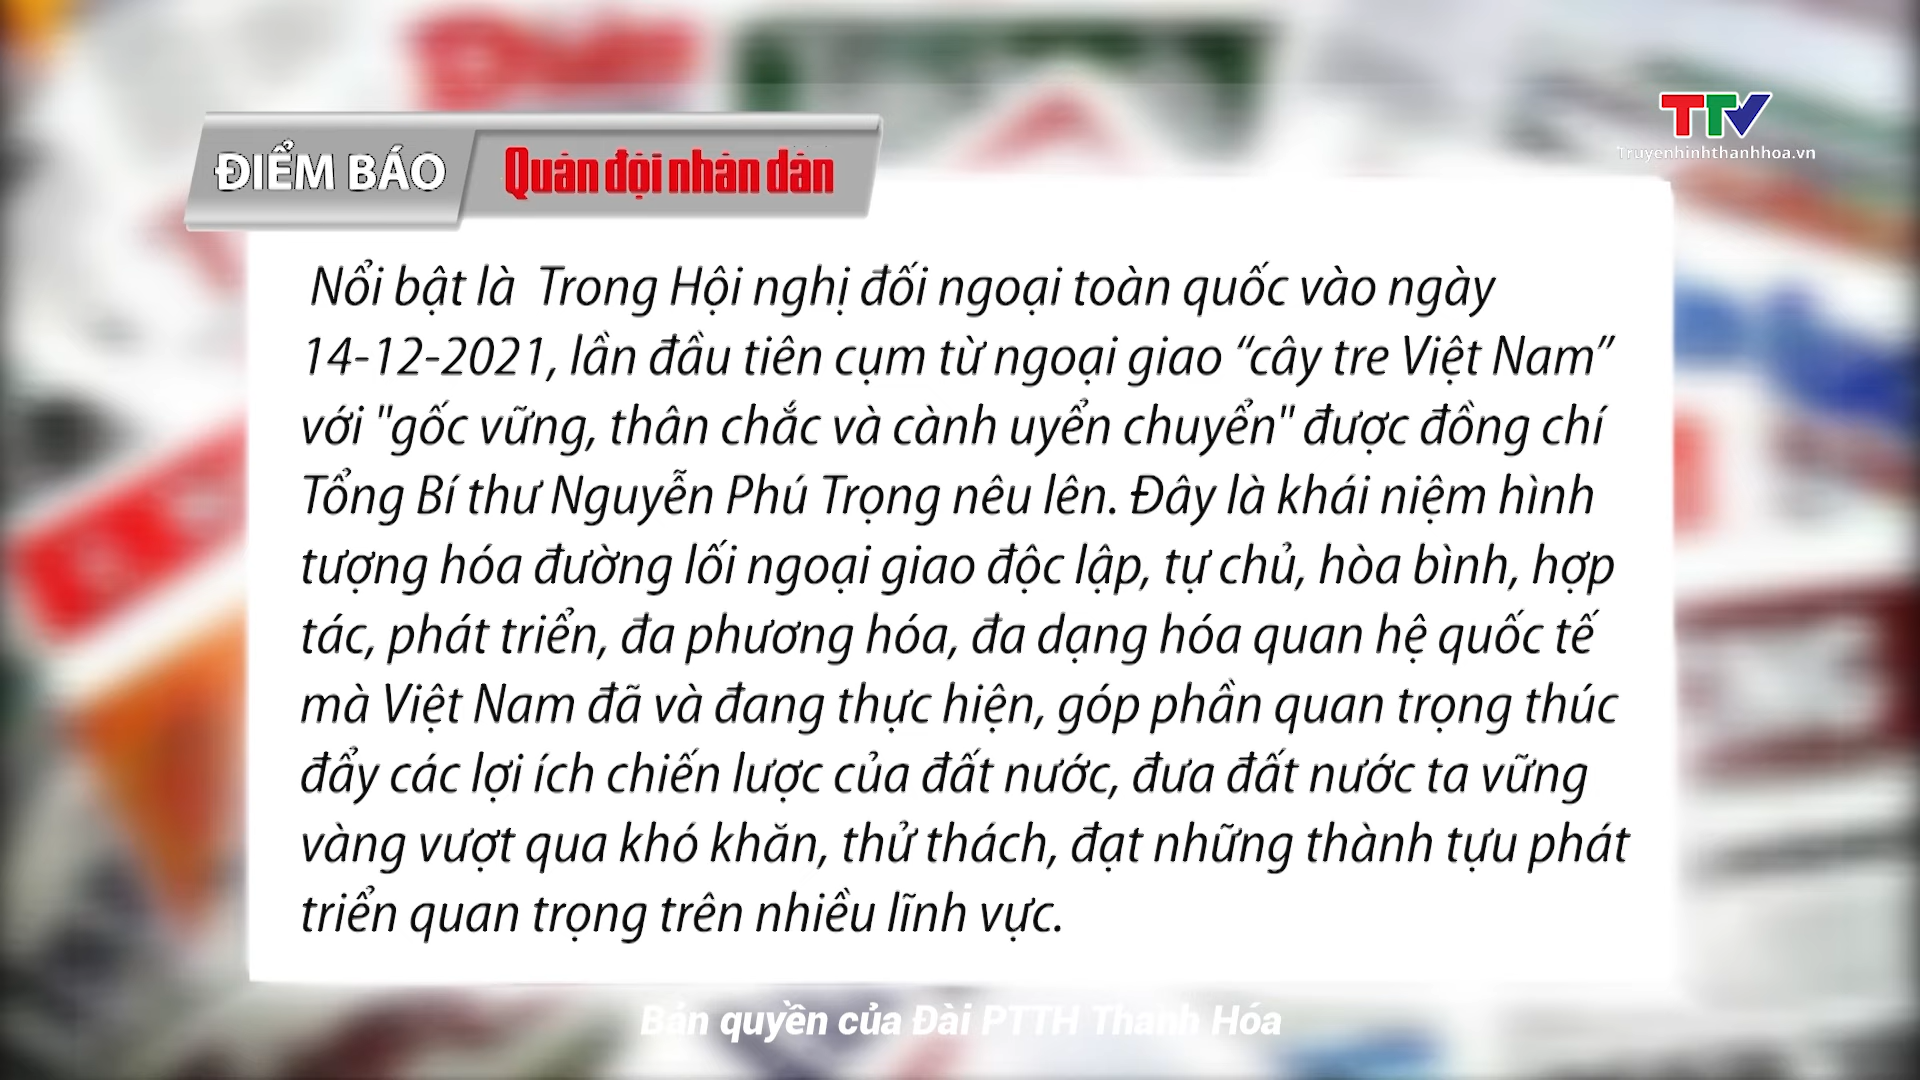 TTV
Truyenhinhthanhhoa.vn
ĐIỂM BÁO
Quân đội nhân dân
Nổi bật là Trong Hội nghị đối ngoại toàn quốc vào ngày
14-12-2021, lần đầu tiên cụm từ ngoại giao “cây tre Việt Nam”
với "gốc vững, thân chắc và cành uyển chuyển" được đồng chí
Tổng Bí thư Nguyễn Phú Trọng nêu lên. Đây là khái niệm hình
tượng hóa đường lối ngoại giao độc lập, tự chủ, hòa bình, hợp
tác, phát triển, đa phương hóa, đa dạng hóa quan hệ quốc tế
mà Việt Nam đã và đang thực hiện, góp phần quan trọng thúc
đẩy các lợi ích chiến lược của đất nước, đưa đất nước ta vững
vàng vượt qua khó khăn, thử thách, đạt những thành tựu phát
triển quan trọng trên nhiều lĩnh vực.
Bản quyền của Đài PTTH Thanh Hóa